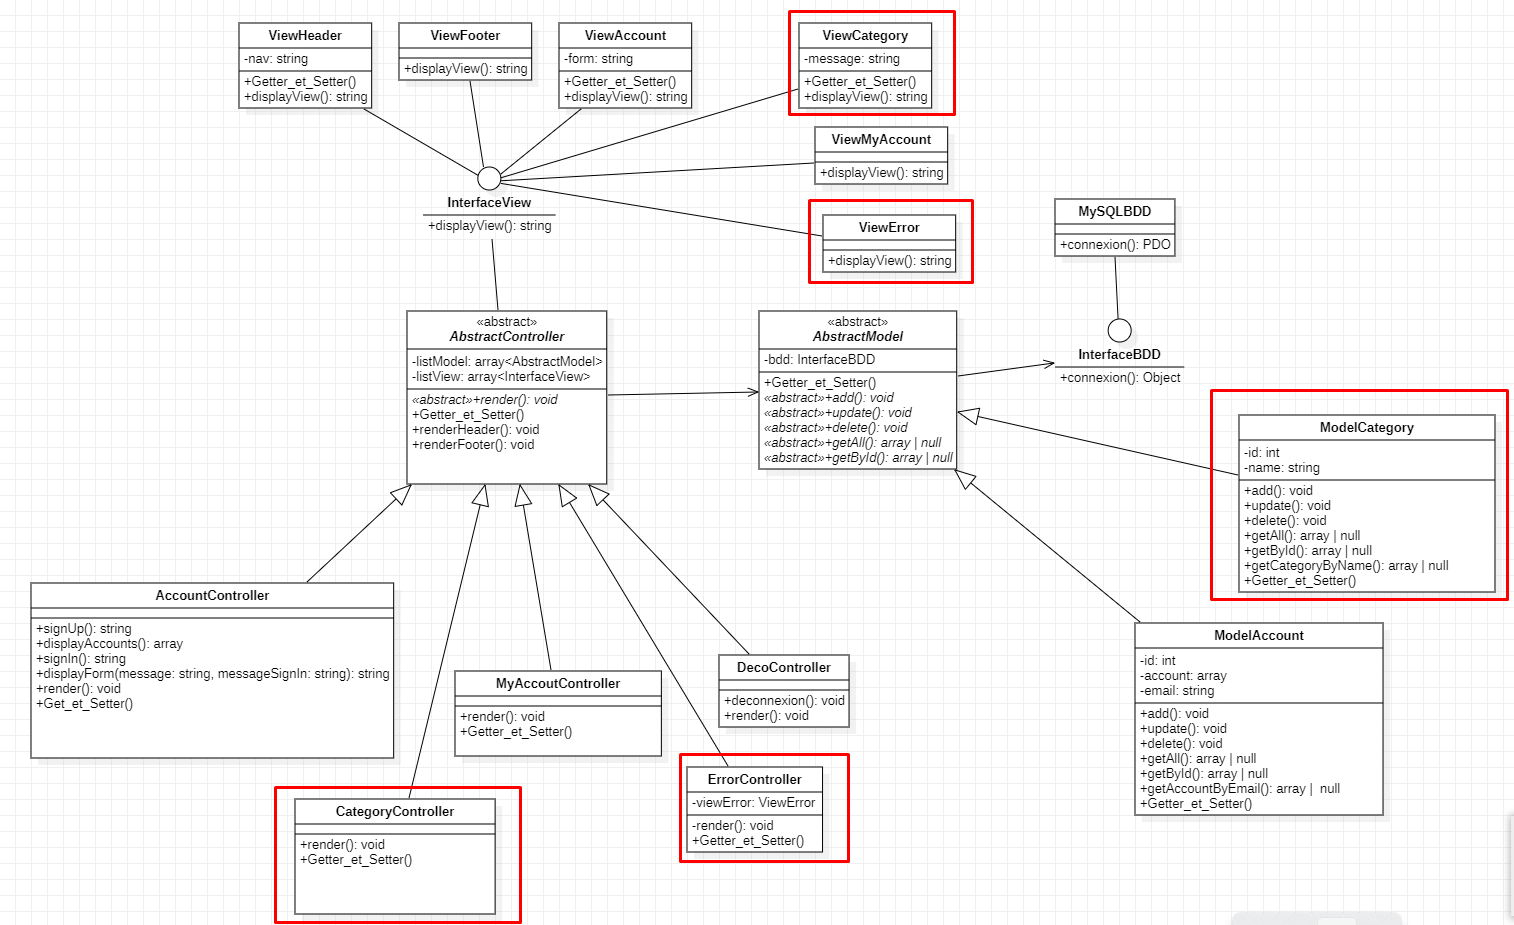 ViewHeader
-nav: string
+Getter_et_Setter()
+displayView(): string
ViewFooter
+displayView(): string
ViewAccount
-form: string
+Getter_et_Setter()
+displayView(): string
ViewCategory
-message: string
+Getter_et_Setter()
+displayView(): string
ViewMyAccount
+displayView(): string
InterfaceView
+displayView(): string
ViewError
+displayView(): string
MySQLBDD
+connexion(): PDO
«abstract»
AbstractController
-listModel: array<AbstractModel>
-listView: array<InterfaceView>
«abstract»+render(): void
+Getter_et_Setter()
+renderHeader(): void
+renderFooter(): void
«abstract»
AbstractModel
-bdd: InterfaceBDD
+Getter_et_Setter()
«abstract»+add(): void
«abstract»+update(): void
«abstract»+delete(): void
«abstract»+getAll(): array | null
«abstract»+getById(): array | null
InterfaceBDD
+connexion(): Object
ModelCategory
-id: int
-name: string
+add(): void
+update(): void
+delete(): void
+getAll(): array | null
+getById(): array | null
+getCategoryByName(): array | null
+Getter_et_Setter()
AccountController
+signUp(): string
+displayAccounts(): array
+signIn(): string
+displayForm(message: string, messageSignIn: string): string
+render(): void
+Get_et_Setter()
MyAccoutController
+render(): void
+Getter_et_Setter()
DecoController
+deconnexion(): void
+render(): void
ModelAccount
-id: int
-account: array
-email: string
+add(): void
+update(): void
+delete(): void
+getAll(): array | null
+getById(): array | null
+getAccountByEmail(): array |  null
+Getter_et_Setter()
ErrorController
-viewError: ViewError
-render(): void
+Getter_et_Setter()
CategoryController
+render(): void
+Getter_et_Setter()